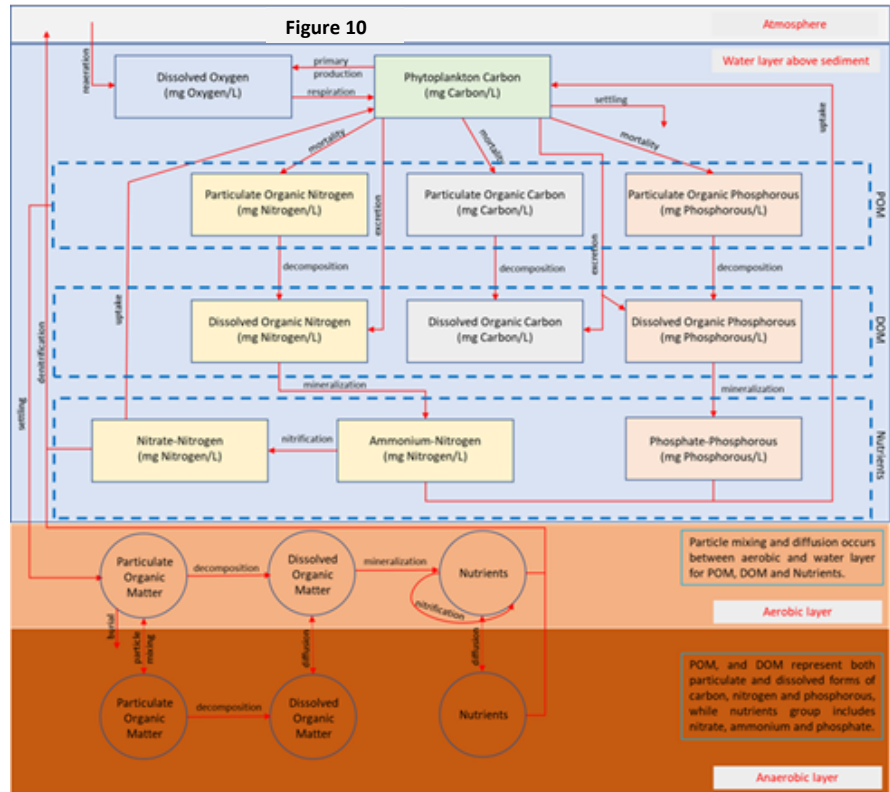 Figure 10
Atmosphere
Water layer above sediment
reaeration
Dissolved Oxygen
(mg Oxygen/L)
primary
production
respiration
Phytoplankton Carbon
(mg Carbon/L)
settling
uptake
mortality
mortality
mortality
Particulate Organic Nitrogen
(mg Nitrogen/L)
Particulate Organic Carbon
(mg Carbon/L)
Particulate Organic Phosphorous
(mg Phosphorous/L)
POM
excretion
excretion
decomposition
decomposition
decomposition
Dissolved Organic Nitrogen
(mg Nitrogen/L)
Dissolved Organic Carbon
(mg Carbon/L)
Dissolved Organic Phosphorous
(mg Phosphorous/L)
DOM
uptake
denitrification
settling
mineralization
mineralization
Nitrate-Nitrogen
(mg Nitrogen/L)
nitrification
Ammonium-Nitrogen
(mg Nitrogen/L)
Phosphate-Phosphorous
(mg Phosphorous/L)
Nutrients
Particulate
Organic
Matter
decomposition
Dissolved
Organic
Matter
mineralization
Nutrients
nitrification
Particle mixing and diffusion occurs
between aerobic and water layer
for POM, DOM and Nutrients.
Aerobic layer
burial
particle
mixing
diffusion
diffusion
Particulate
Organic
Matter
decomposition
Dissolved
Organic
Matter
Nutrients
POM, and DOM represent both
particulate and dissolved forms of
carbon, nitrogen and phosphorous,
while nutrients group includes
nitrate, ammonium and phosphate.
Anaerobic layer